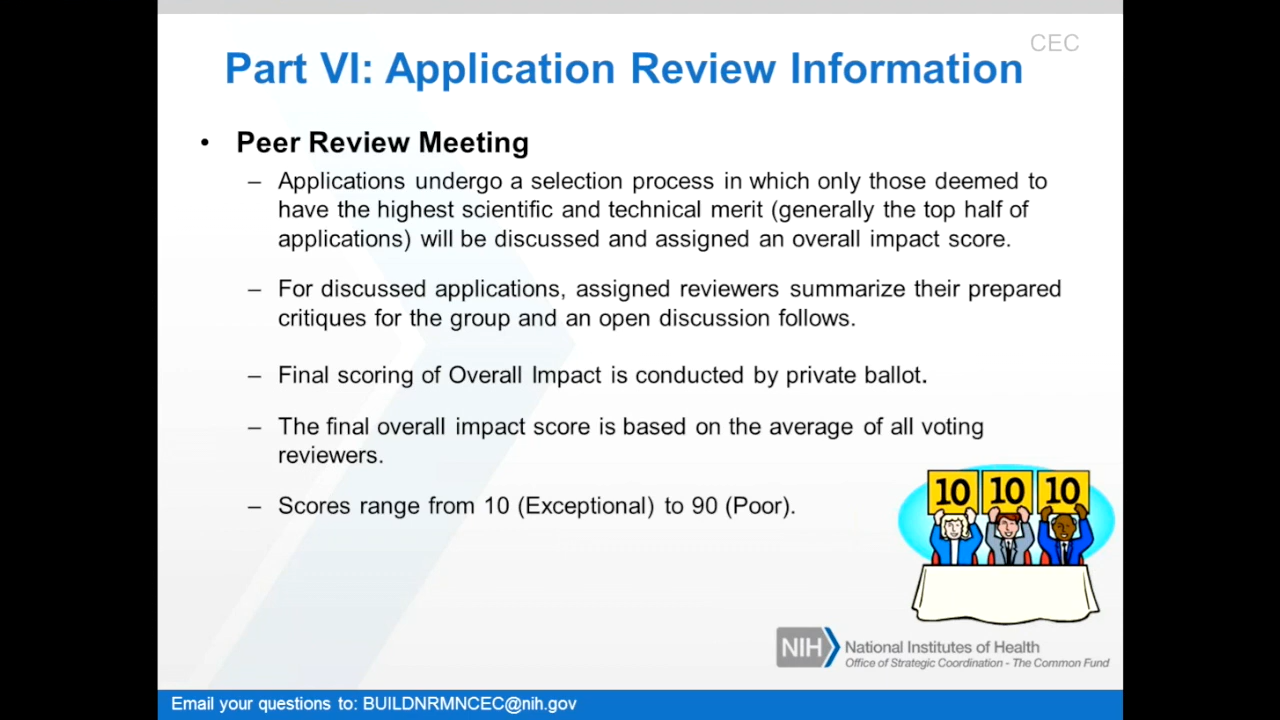 CEC
Part VI: Application Review Information
• Peer Review Meeting
– Applications undergo a selection process in which only those deemed to
have the highest scientific and technical merit (generally the top half of
applications) will be discussed and assigned an overall impact score.
– For discussed applications, assigned reviewers summarize their prepared
critiques for the group and an open discussion follows.
– Final scoring of Overall Impact is conducted by private ballot.
– The final overall impact score is based on the average of all voting
reviewers.
– Scores range from 10 (Exceptional) to 90 (Poor).
10 10 10
NIH National Institutes of Health
Office of Strategic Coordination - The Common Fund
Email your questions to: BUILDNRMNCEC@nih.gov